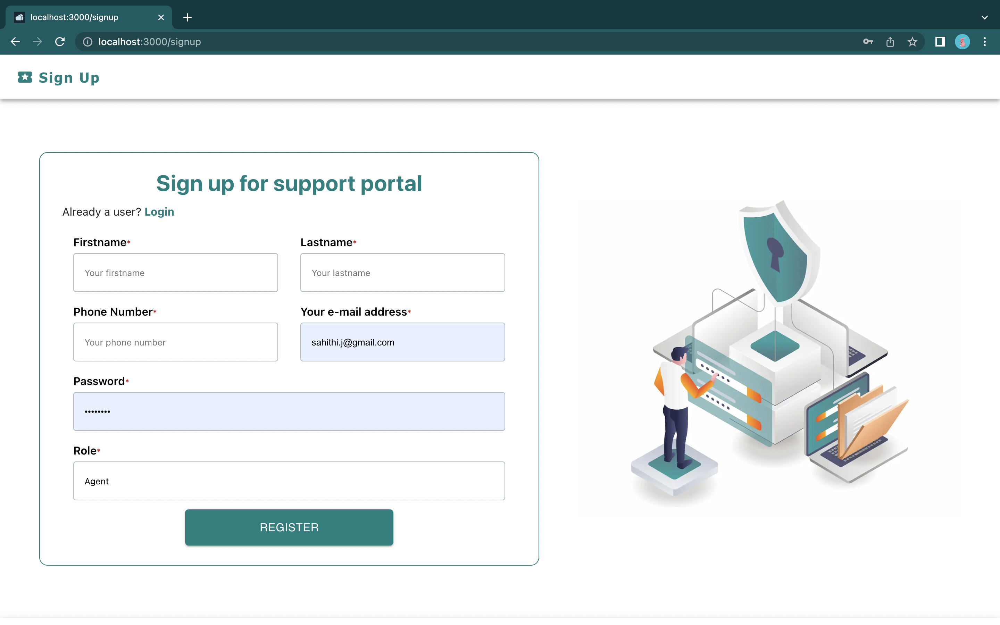 localhost:3000/signup
localhost:3000/signup
Sign Up
Sign up for support portal
Already a user? Login
Firstname* Lastname*
Your firstname Your lastname
Phone Number* Your e-mail address*
Your phone number sahithi.j@gmail.com
Password*
••••••••
Role*
Agent
REGISTER